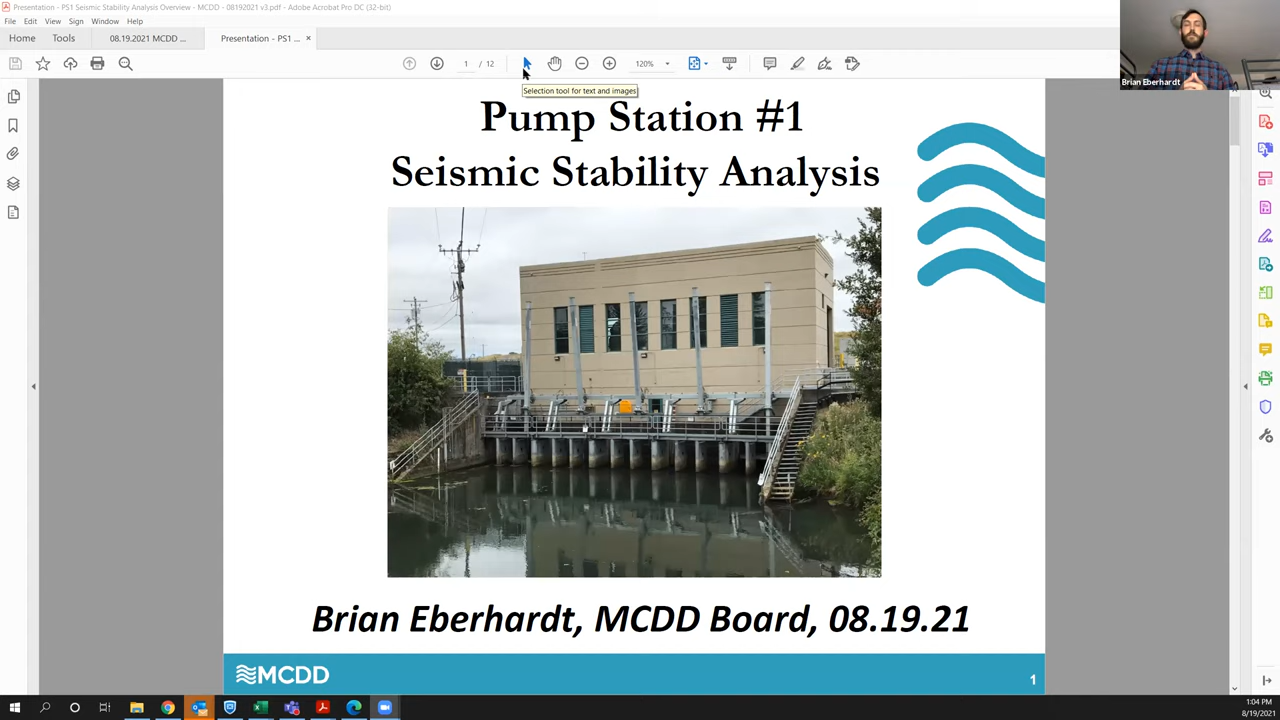 Presentation - PS1 Seismic Stability Analysis Overview - MCDD - 08192021 v3.pdf - Adobe Acrobat Pro DC (32-bit)
File Edit View Sign Window Help
Home Tools 08.19.2021 MCDD ... Presentation - PS1 ... ×
1 / 12 120%
Selection tool for text and images
Brian Eberhardt
Pump Station #1
Seismic Stability Analysis
Brian Eberhardt, MCDD Board, 08.19.21
MCDD
1
1:04 PM
8/19/2021